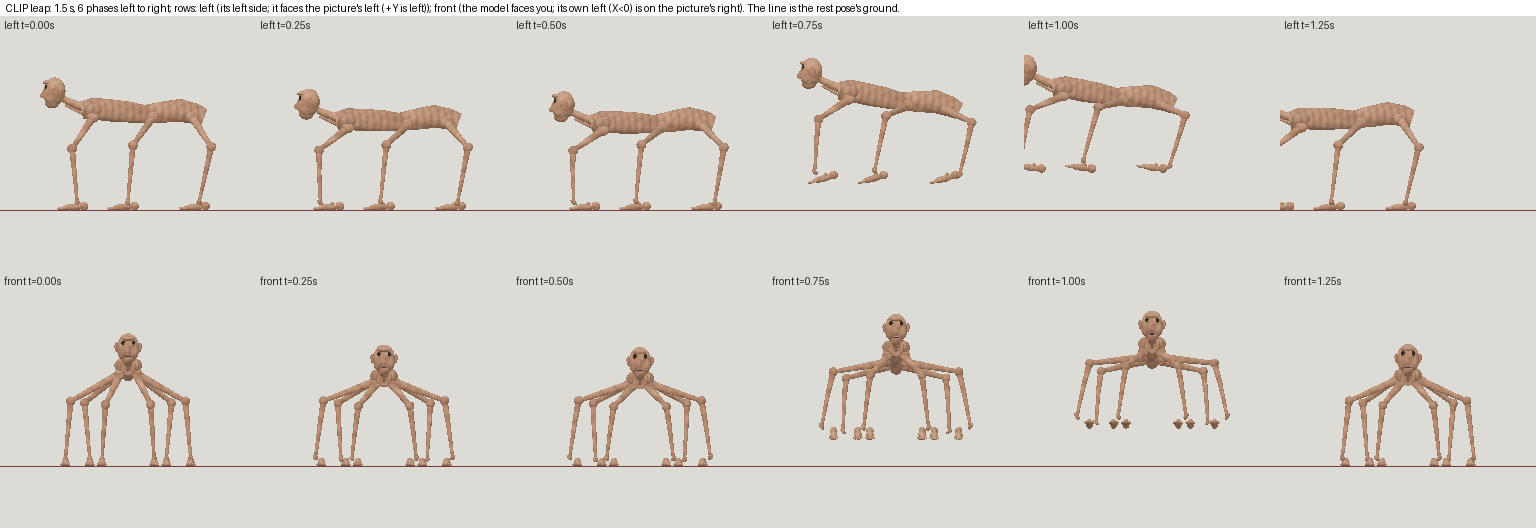 CLIP leap: 1.5 s, 6 phases left to right; rows: left (its left side; it faces the picture's left (+Y is left)); front (the model faces you; its own left (X<0) is on the picture's right). The line is the rest pose's ground.
left t=0.00s left t=0.25s left t=0.50s left t=0.75s left t=1.00s left t=1.25s
front t=0.00s front t=0.25s front t=0.50s front t=0.75s front t=1.00s front t=1.25s